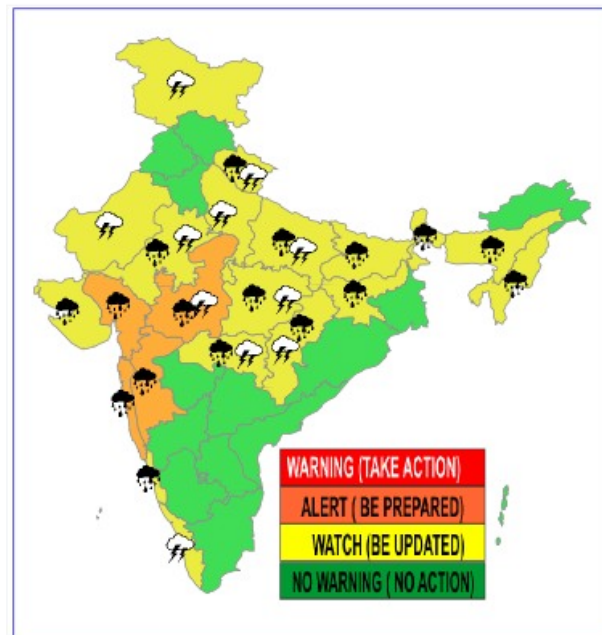 WARNING (TAKE ACTION)
ALERT ( BE PREPARED)
WATCH (BE UPDATED)
NO WARNING ( NO ACTION)